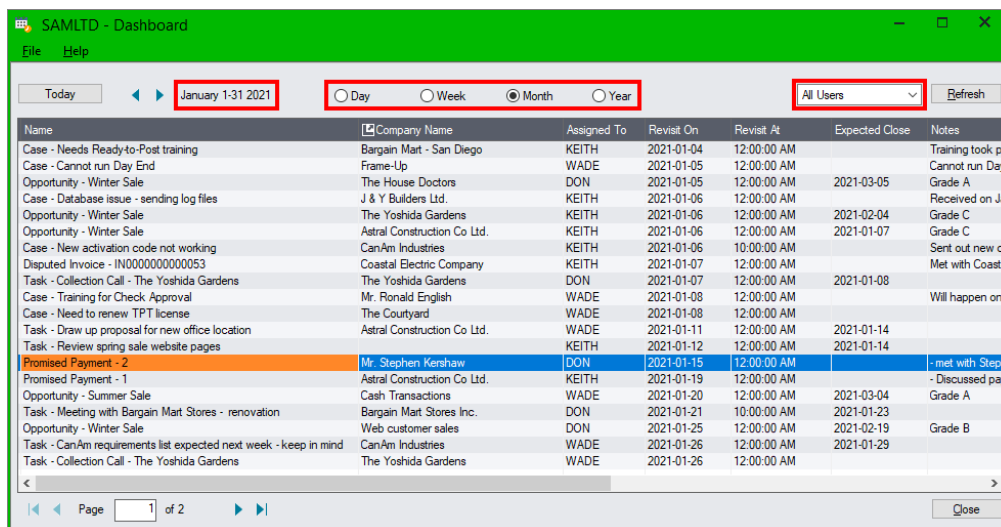 SAMLTD - Dashboard
File Help
Today January 1-31 2021 Day Week Month Year All Users Refresh
Name Company Name Assigned To Revisit On Revisit At Expected Close Notes
Case - Needs Ready-to-Post training Bargain Mart - San Diego KEITH 2021-01-04 12:00:00 AM Training took p
Case - Cannot run Day End Frame-Up WADE 2021-01-05 12:00:00 AM Cannot run Day
Opportunity - Winter Sale The House Doctors DON 2021-01-05 12:00:00 AM 2021-03-05 Grade A
Case - Database issue - sending log files J & Y Builders Ltd. KEITH 2021-01-06 12:00:00 AM Received on J
Opportunity - Winter Sale The Yoshida Gardens KEITH 2021-01-06 12:00:00 AM 2021-02-04 Grade C
Opportunity - Winter Sale Astral Construction Co Ltd. KEITH 2021-01-06 12:00:00 AM 2021-01-07 Grade C
Case - New activation code not working CanAm Industries KEITH 2021-01-06 10:00:00 AM Sent out new c
Disputed Invoice - IN0000000000053 Coastal Electric Company KEITH 2021-01-07 12:00:00 AM Met with Coast
Task - Collection Call - The Yoshida Gardens The Yoshida Gardens DON 2021-01-07 12:00:00 AM 2021-01-08
Case - Training for Check Approval Mr. Ronald English WADE 2021-01-08 12:00:00 AM Will happen on
Case - Need to renew TPT license The Courtyard WADE 2021-01-08 12:00:00 AM
Task - Draw up proposal for new office location Astral Construction Co Ltd. WADE 2021-01-11 12:00:00 AM 2021-01-14
Task - Review spring sale website pages KEITH 2021-01-12 12:00:00 AM 2021-01-14
Promised Payment - 2 Mr. Stephen Kershaw DON 2021-01-15 12:00:00 AM - met with Step
Promised Payment - 1 Astral Construction Co Ltd. KEITH 2021-01-19 12:00:00 AM - Discussed pa
Opportunity - Summer Sale Cash Transactions WADE 2021-01-20 12:00:00 AM 2021-03-04 Grade A
Task - Meeting with Bargain Mart Stores - renovation Bargain Mart Stores Inc. DON 2021-01-21 10:00:00 AM 2021-01-23
Opportunity - Winter Sale Web customer sales DON 2021-01-25 12:00:00 AM 2021-02-19 Grade B
Task - CanAm requirements list expected next week - keep in mind CanAm Industries WADE 2021-01-26 12:00:00 AM 2021-01-29
Task - Collection Call - The Yoshida Gardens The Yoshida Gardens WADE 2021-01-26 12:00:00 AM
Page 1 of 2 Close